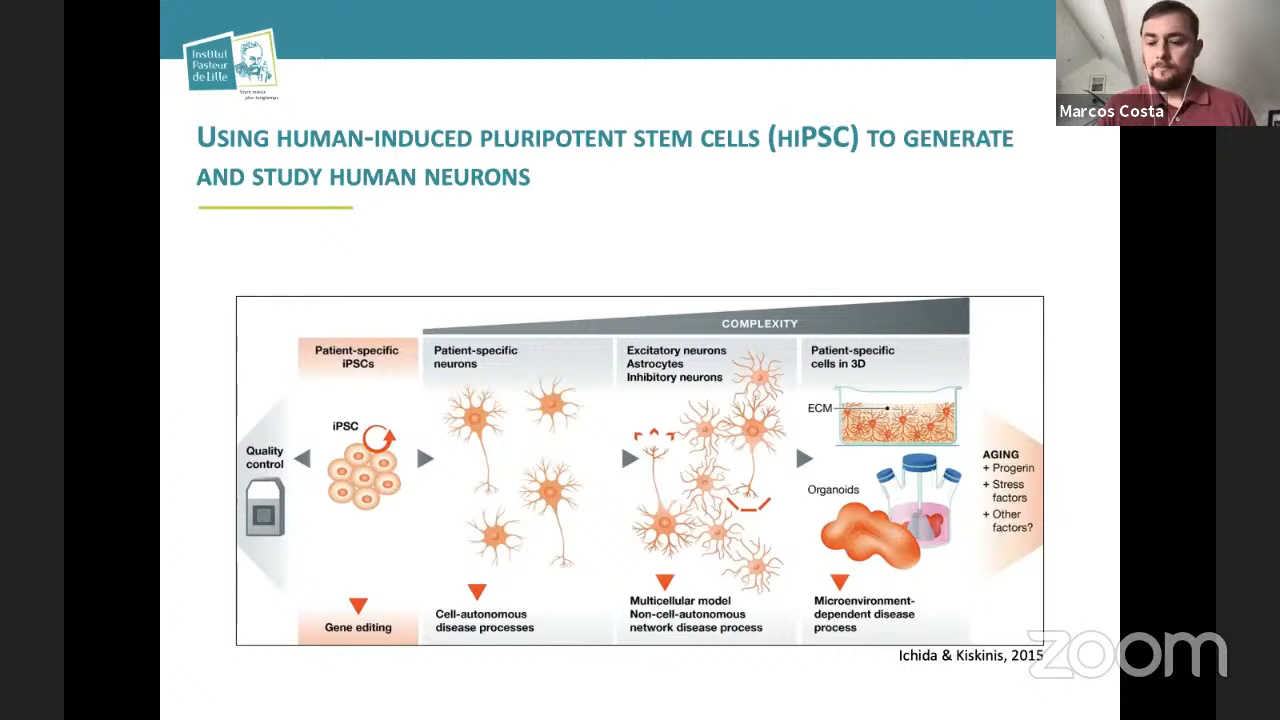 Institut
Pasteur
de Lille
Vivre mieux
plus longtemps
Marcos Costa
USING HUMAN-INDUCED PLURIPOTENT STEM CELLS (HIPSC) TO GENERATE
AND STUDY HUMAN NEURONS
COMPLEXITY
Patient-specific
iPSCs
Patient-specific
neurons
Excitatory neurons
Astrocytes
Inhibitory neurons
Patient-specific
cells in 3D
Quality
control
iPSC
ECM
Organoids
AGING
+ Progerin
+ Stress
factors
+ Other
factors?
Gene editing
Cell-autonomous
disease processes
Multicellular model
Non-cell-autonomous
network disease process
Microenvironment-
dependent disease
process
Ichida & Kiskinis, 2015
zoom